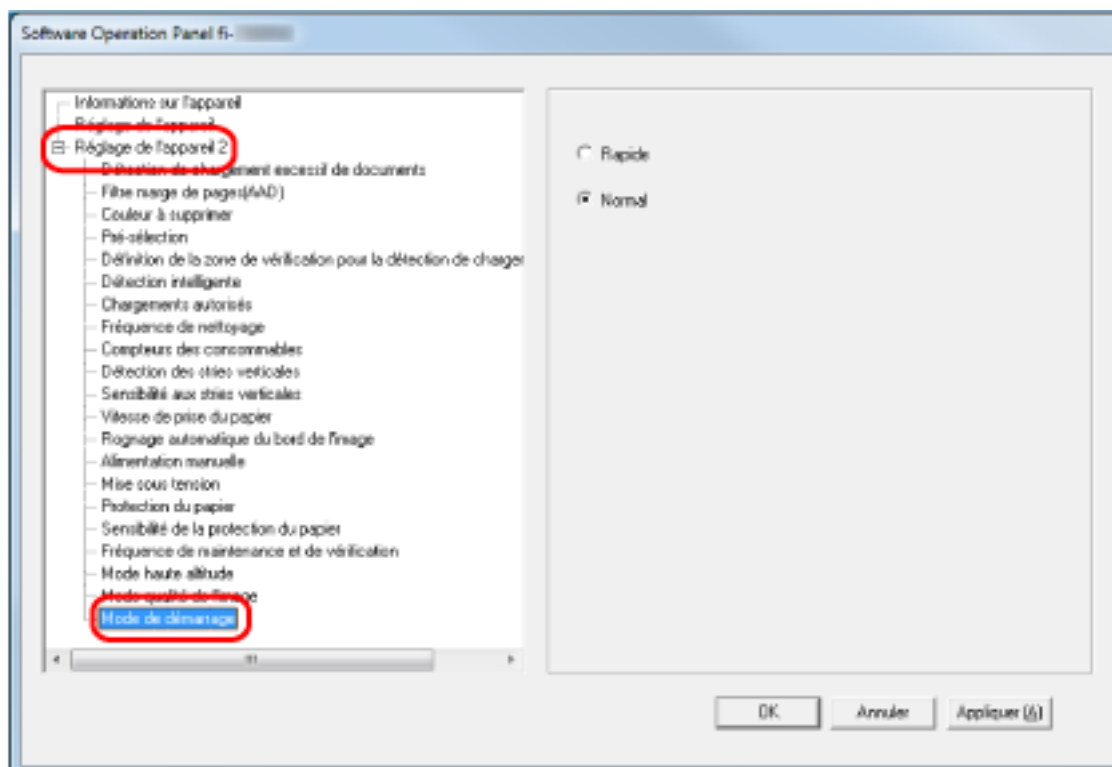 Software Operation Panel fi-
Informations sur l'appareil
Réglage de l'appareil
Réglage de l'appareil 2
Détection de chargement excessif de documents
Filtre marge de pages(AAD)
Couleur à supprimer
Pré-sélection
Définition de la zone de vérification pour la détection de charger
Détection intelligente
Chargements autorisés
Fréquence de nettoyage
Compteurs des consommables
Détection des stries verticales
Sensibilité aux stries verticales
Vitesse de prise du papier
Rognage automatique du bord de l'image
Alimentation manuelle
Mise sous tension
Protection du papier
Sensibilité de la protection du papier
Fréquence de maintenance et de vérification
Mode haute altitude
Mode qualité de l'image
Mode de démarrage
Rapide
Normal
OK
Annuler
Appliquer (A)